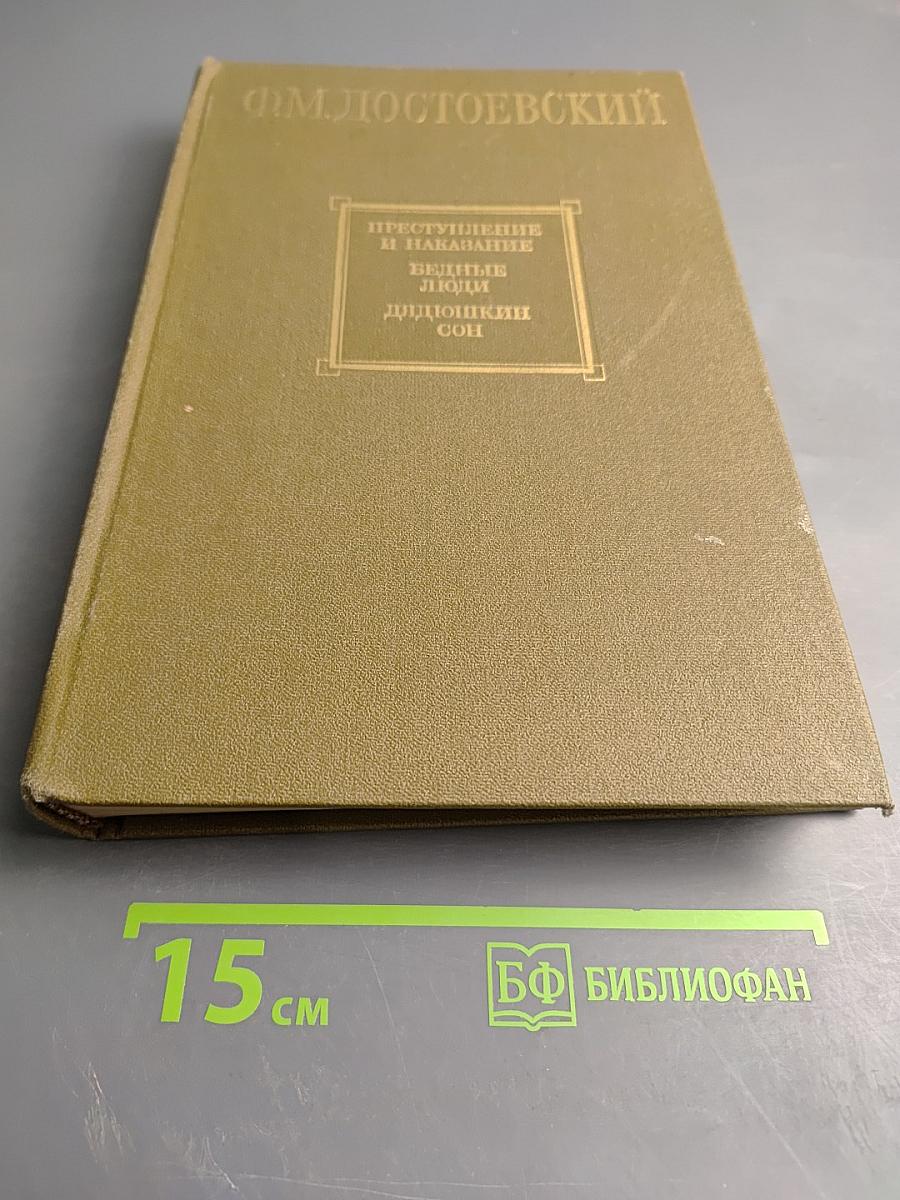 Ф.М.ДОСТОЕВСКИЙ
ПРЕСТУПЛЕНИЕ
И НАКАЗАНИЕ
БЕДНЫЕ
ЛЮДИ
ДЯДЮШКИН
СОН
15 см
БФ БИБЛИОФАН